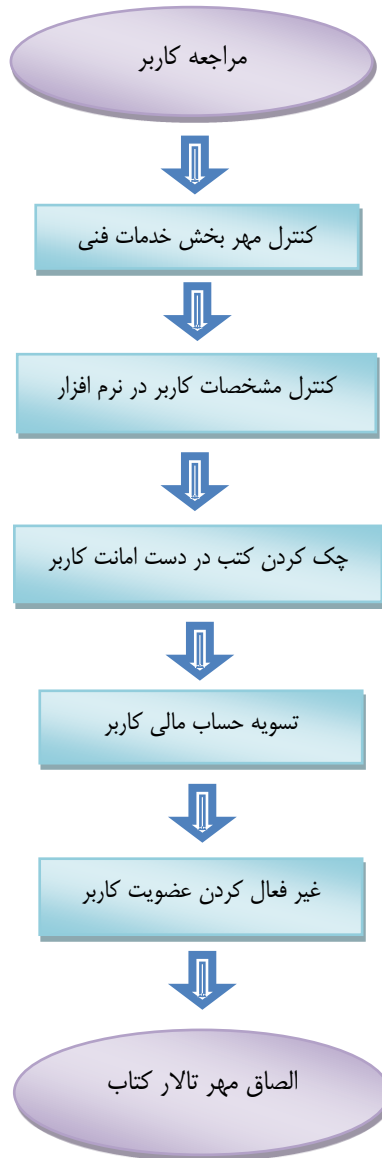 مراجعه کاربر
کنترل مهر بخش خدمات فنی
کنترل مشخصات کاربر در نرم افزار
چک کردن کتب در دست امانت کاربر
تسویه حساب مالی کاربر
غیر فعال کردن عضویت کاربر
الصاق مهر تالار کتاب